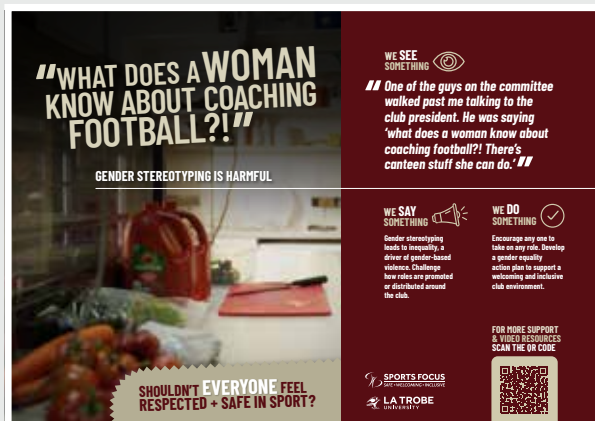 “WHAT DOES A WOMAN
KNOW ABOUT COACHING
FOOTBALL?!”
GENDER STEREOTYPING IS HARMFUL
SHOULDN'T EVERYONE FEEL
RESPECTED + SAFE IN SPORT?
WE SEE
SOMETHING
“One of the guys on the committee
walked past me talking to the
club president. He was saying
‘what does a woman know about
coaching football?! There’s
canteen stuff she can do.’”
WE SAY
SOMETHING
Gender stereotyping
leads to inequality, a
driver of gender-based
violence. Challenge
how roles are promoted
or distributed around
the club.
WE DO
SOMETHING
Encourage any one to
take on any role. Develop
a gender equality
action plan to support a
welcoming and inclusive
club environment.
FOR MORE SUPPORT
& VIDEO RESOURCES
SCAN THE QR CODE
SPORTS FOCUS
SAFE • WELCOMING • INCLUSIVE
LA TROBE
UNIVERSITY